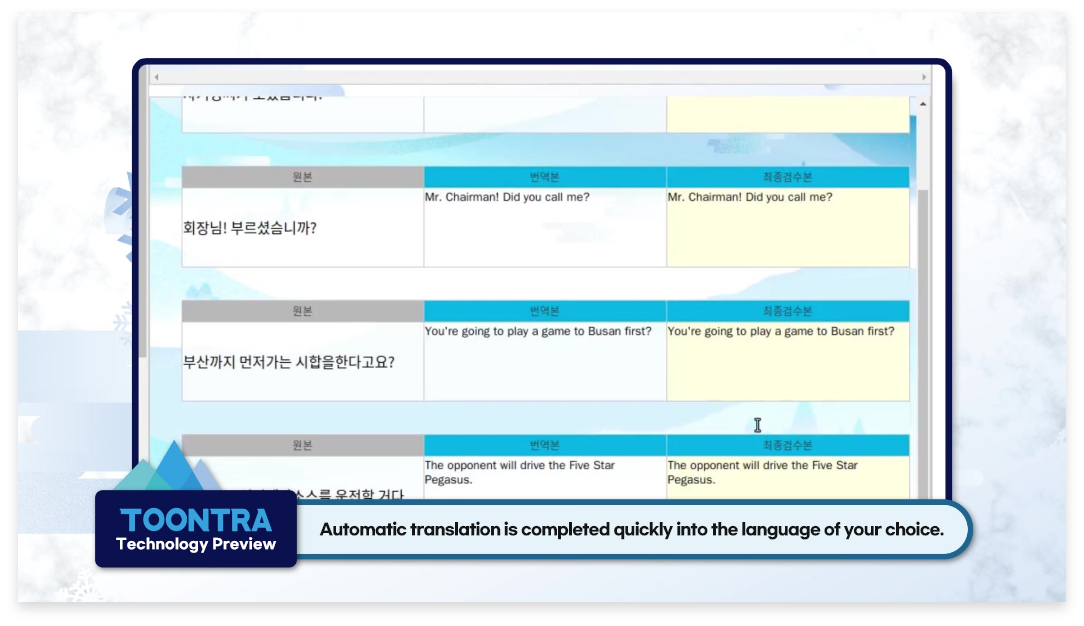 원본 번역본 최종검수본
회장님! 부르셨습니까? Mr. Chairman! Did you call me? Mr. Chairman! Did you call me?
원본 번역본 최종검수본
부산까지 먼저가는 시합을한다고요? You're going to play a game to Busan first? You're going to play a game to Busan first?
원본 번역본 최종검수본
The opponent will drive the Five Star
Pegasus.
The opponent will drive the Five Star
Pegasus.
운전할 거다
TOONTRA
Technology Preview
Automatic translation is completed quickly into the language of your choice.